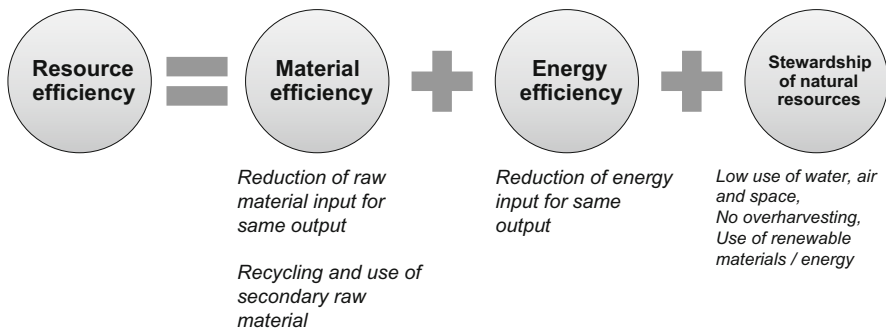 Resource
efficiency
Material
efficiency
Energy
efficiency
Stewardship
of natural
resources
Reduction of raw
material input for
same output
Recycling and use of
secondary raw
material
Reduction of energy
input for same
output
Low use of water, air
and space,
No overharvesting,
Use of renewable
materials / energy